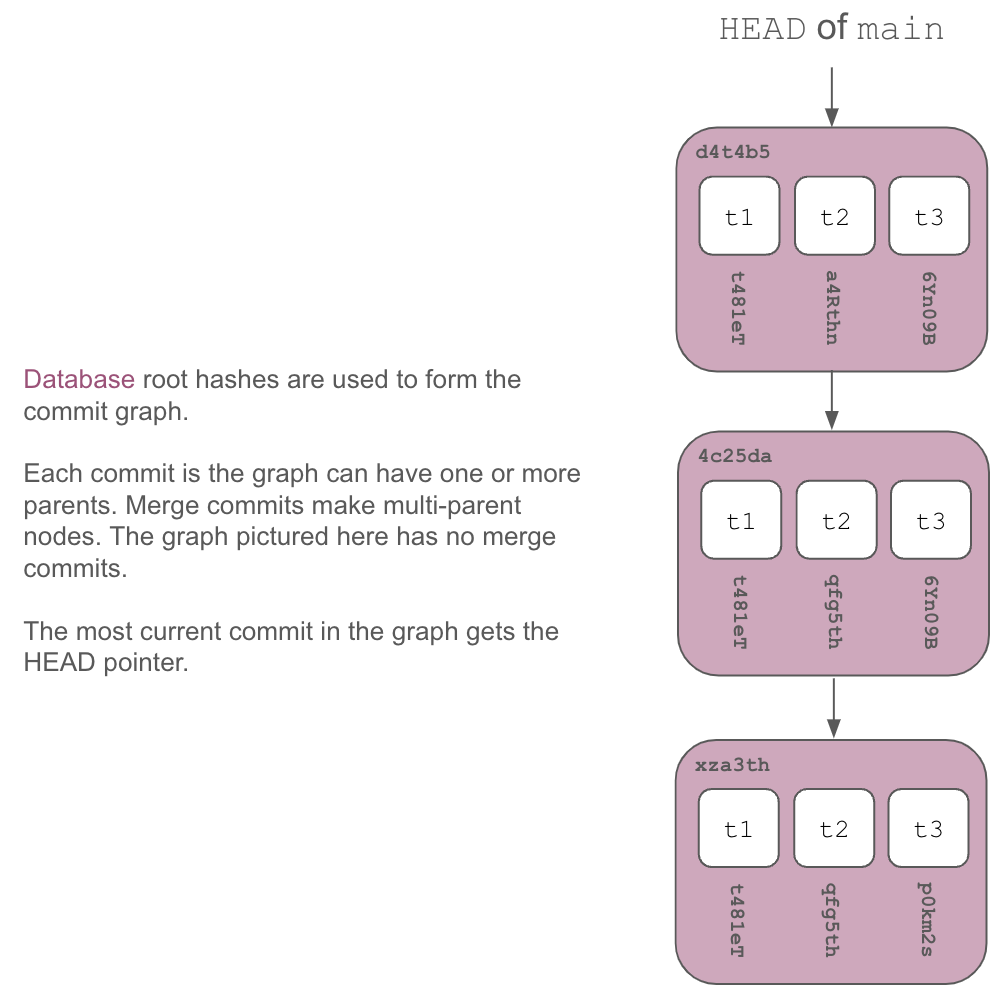 HEAD of main
d4t4b5
t1 t2 t3
t481eT a4Rthn 6Yn09B
Database root hashes are used to form the
commit graph.
Each commit is the graph can have one or more
parents. Merge commits make multi-parent
nodes. The graph pictured here has no merge
commits.
The most current commit in the graph gets the
HEAD pointer.
4c25da
t1 t2 t3
t481eT qfg5th 6Yn09B
xza3th
t1 t2 t3
t481eT qfg5th p0km2s